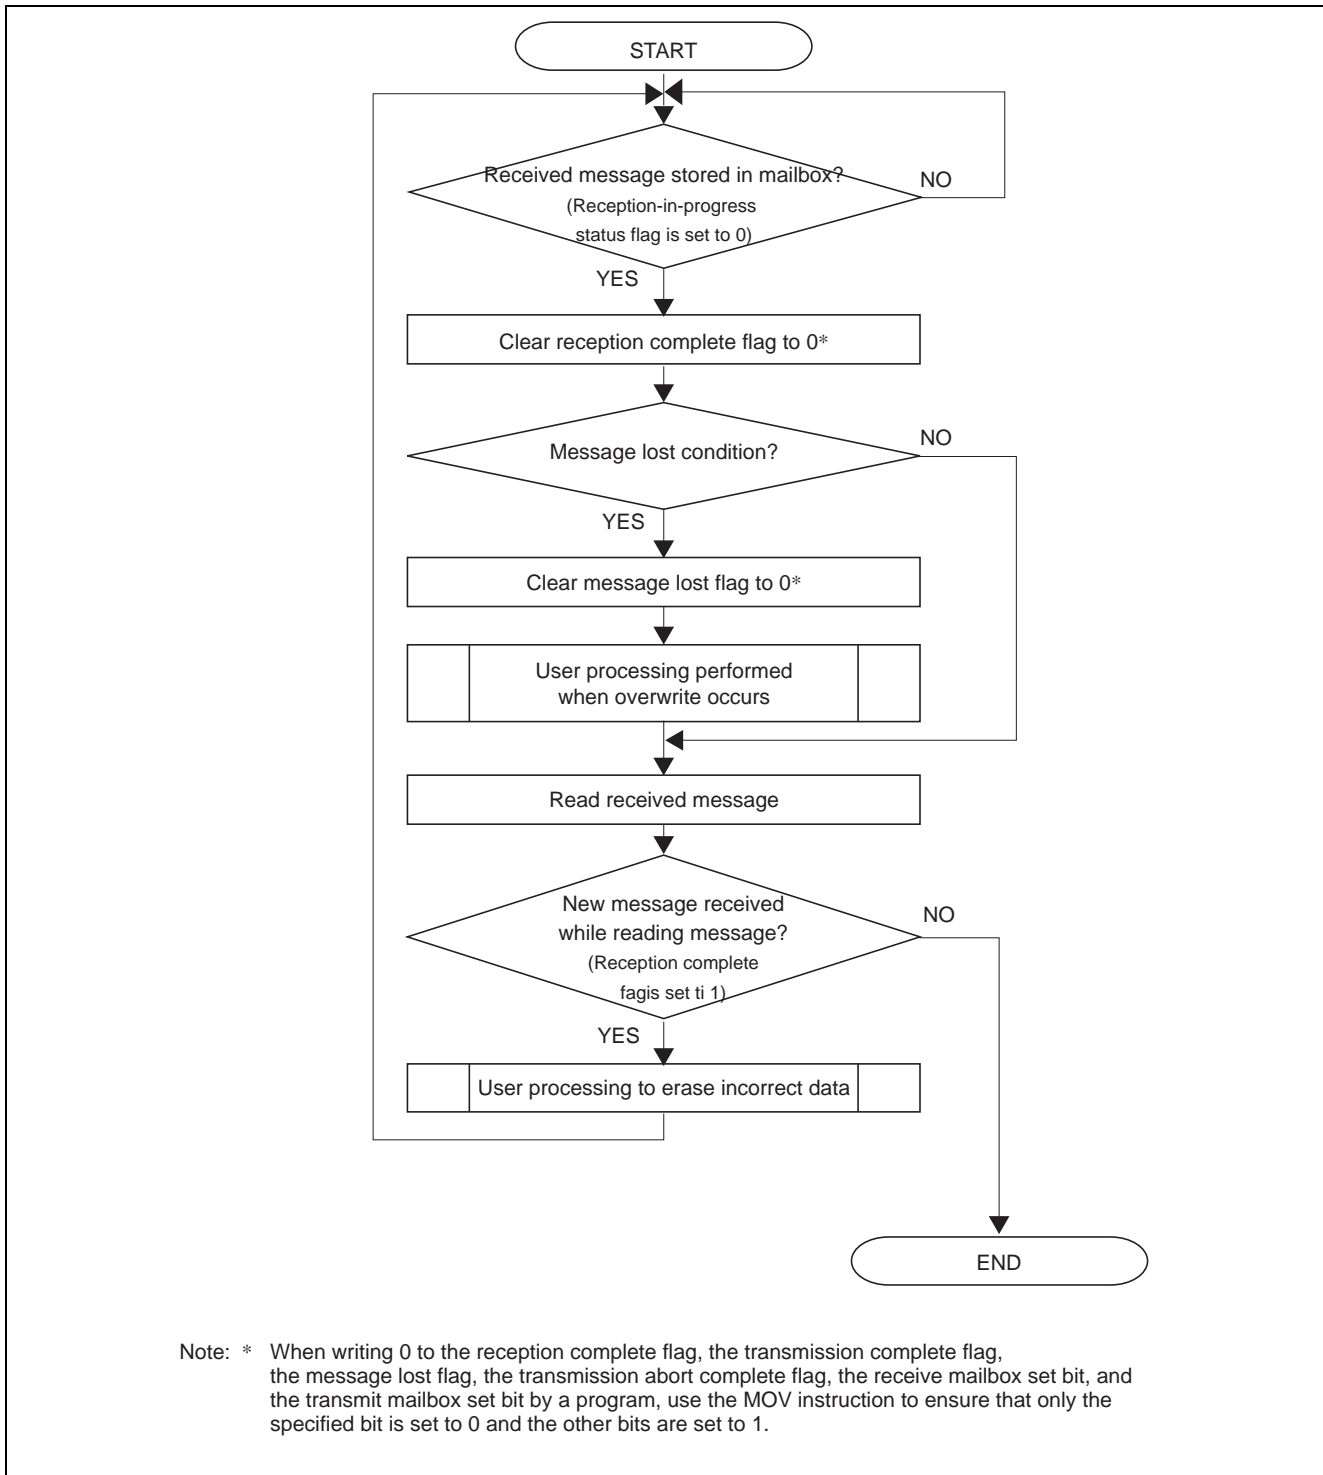 START
Received message stored in mailbox?
NO
(Reception-in-progress
status flag is set to 0)
YES
Clear reception complete flag to 0*
NO
Message lost condition?
YES
Clear message lost flag to 0*
User processing performed
when overwrite occurs
Read received message
New message received
NO
while reading message?
(Reception complete
fagis set ti 1)
YES
User processing to erase incorrect data
END
Note: * When writing 0 to the reception complete flag, the transmission complete flag,
the message lost flag, the transmission abort complete flag, the receive mailbox set bit, and
the transmit mailbox set bit by a program, use the MOV instruction to ensure that only the
specified bit is set to 0 and the other bits are set to 1.